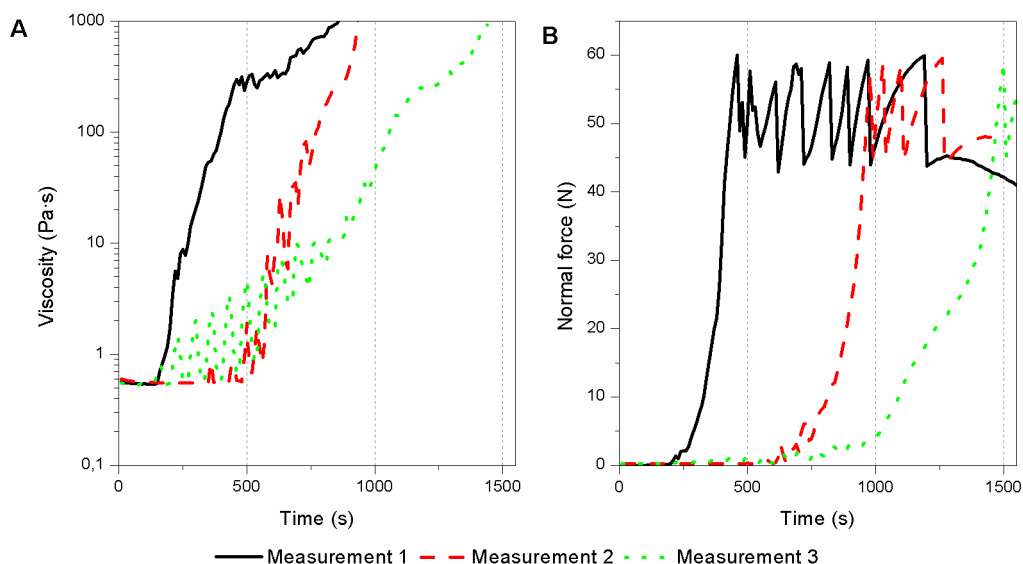 A
Viscosity (Pa·s)
1000
100
10
1
0,1
0
500
1000
1500
Time (s)
B
Normal force (N)
60
50
40
30
20
10
0
0
500
1000
1500
Time (s)
Measurement 1
Measurement 2
Measurement 3